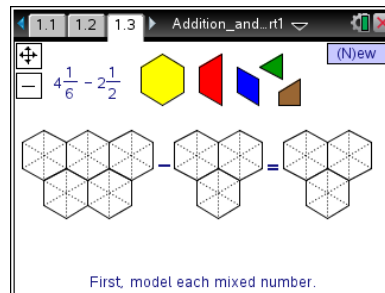 1.1 1.2 1.3 Addition_and…rt1
(N)ew
4 1/6 − 2 1/2
− =
First, model each mixed number.